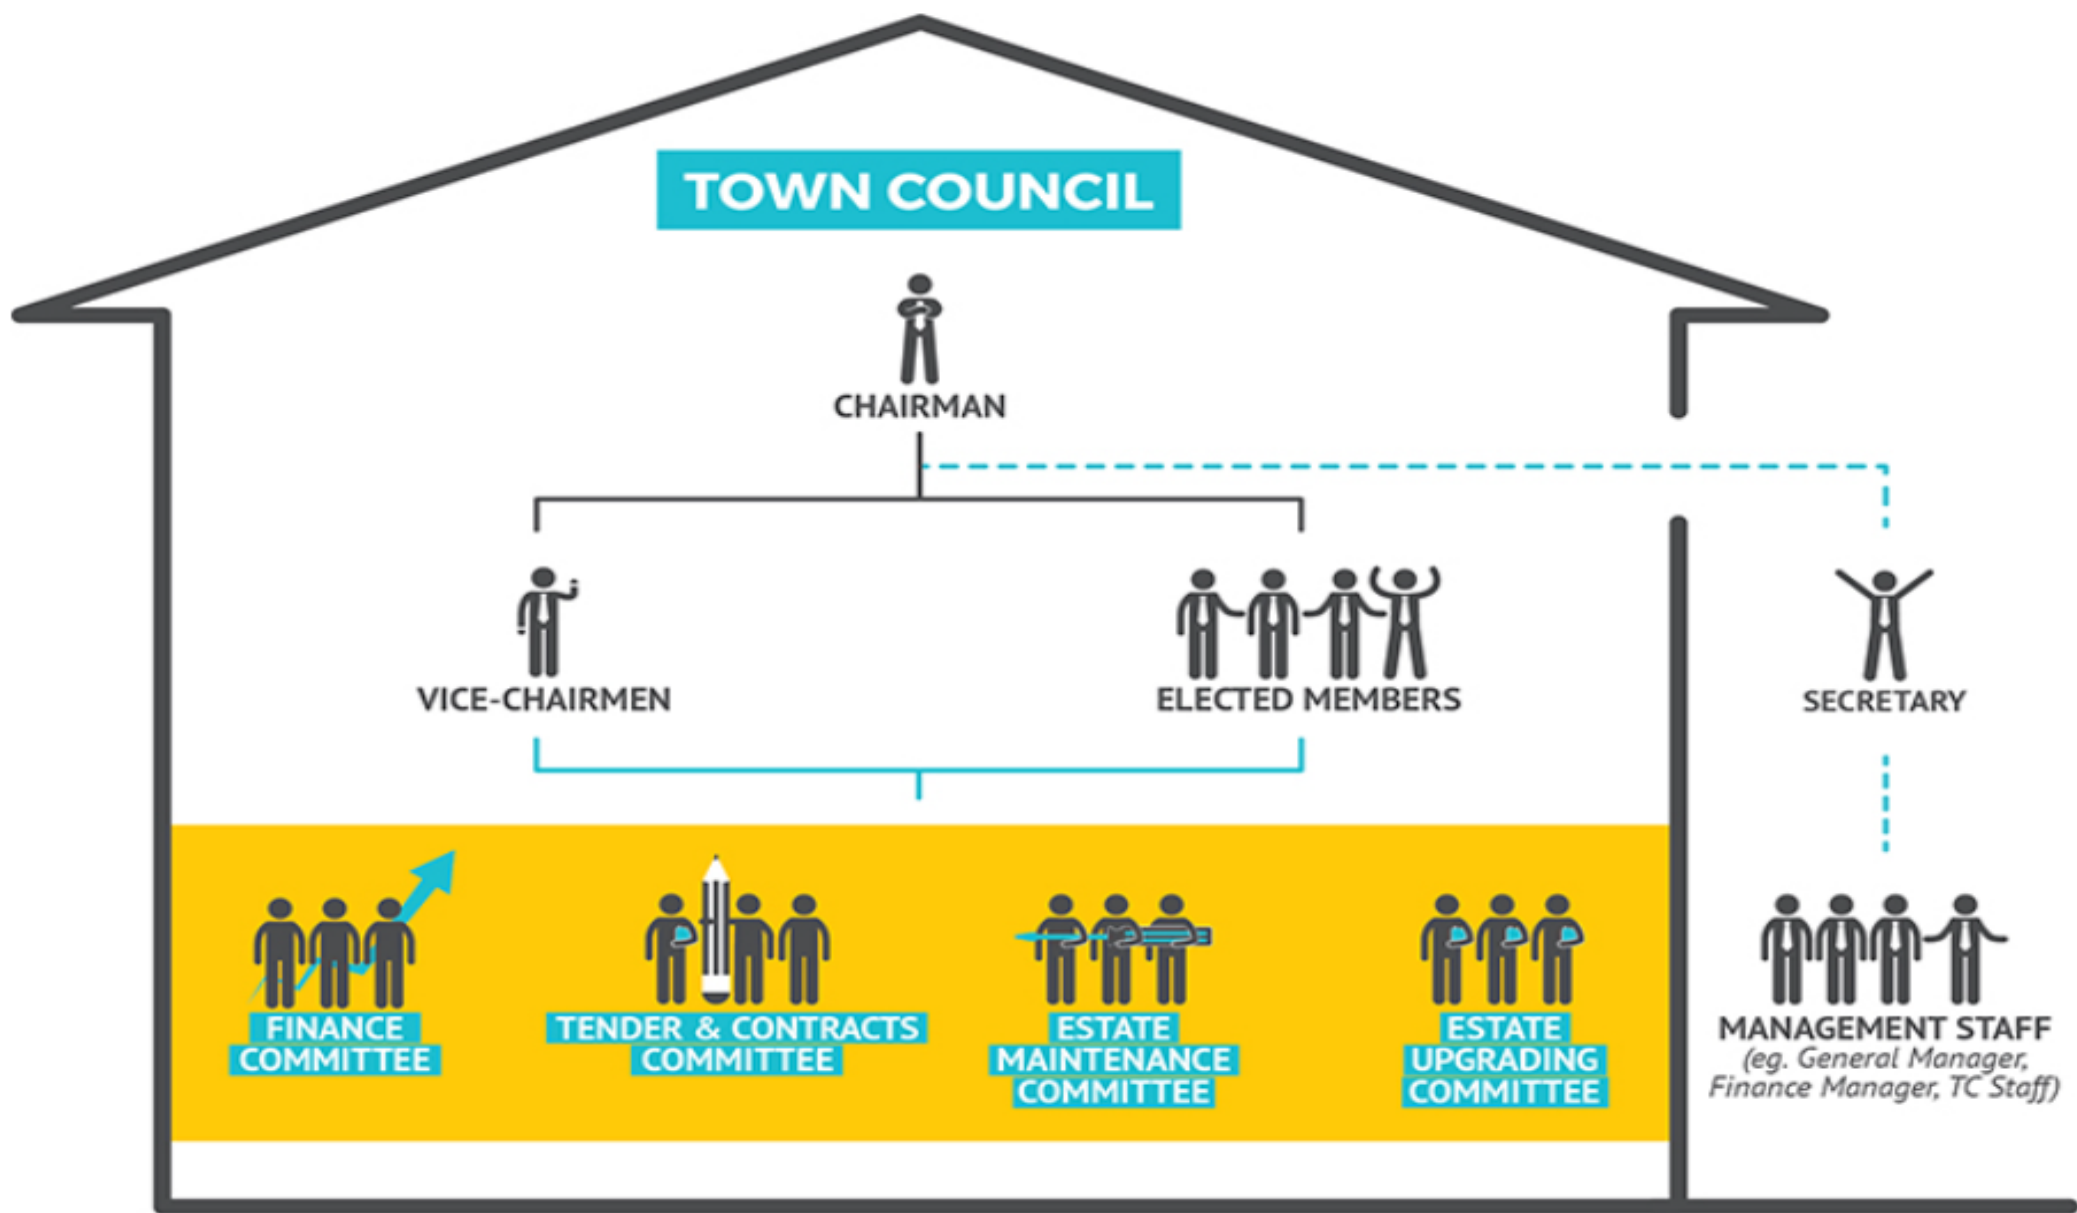 TOWN COUNCIL
CHAIRMAN
VICE-CHAIRMEN
ELECTED MEMBERS
SECRETARY
FINANCE
COMMITTEE
TENDER & CONTRACTS
COMMITTEE
ESTATE
MAINTENANCE
COMMITTEE
ESTATE
UPGRADING
COMMITTEE
MANAGEMENT STAFF
(eg. General Manager,
Finance Manager, TC Staff)